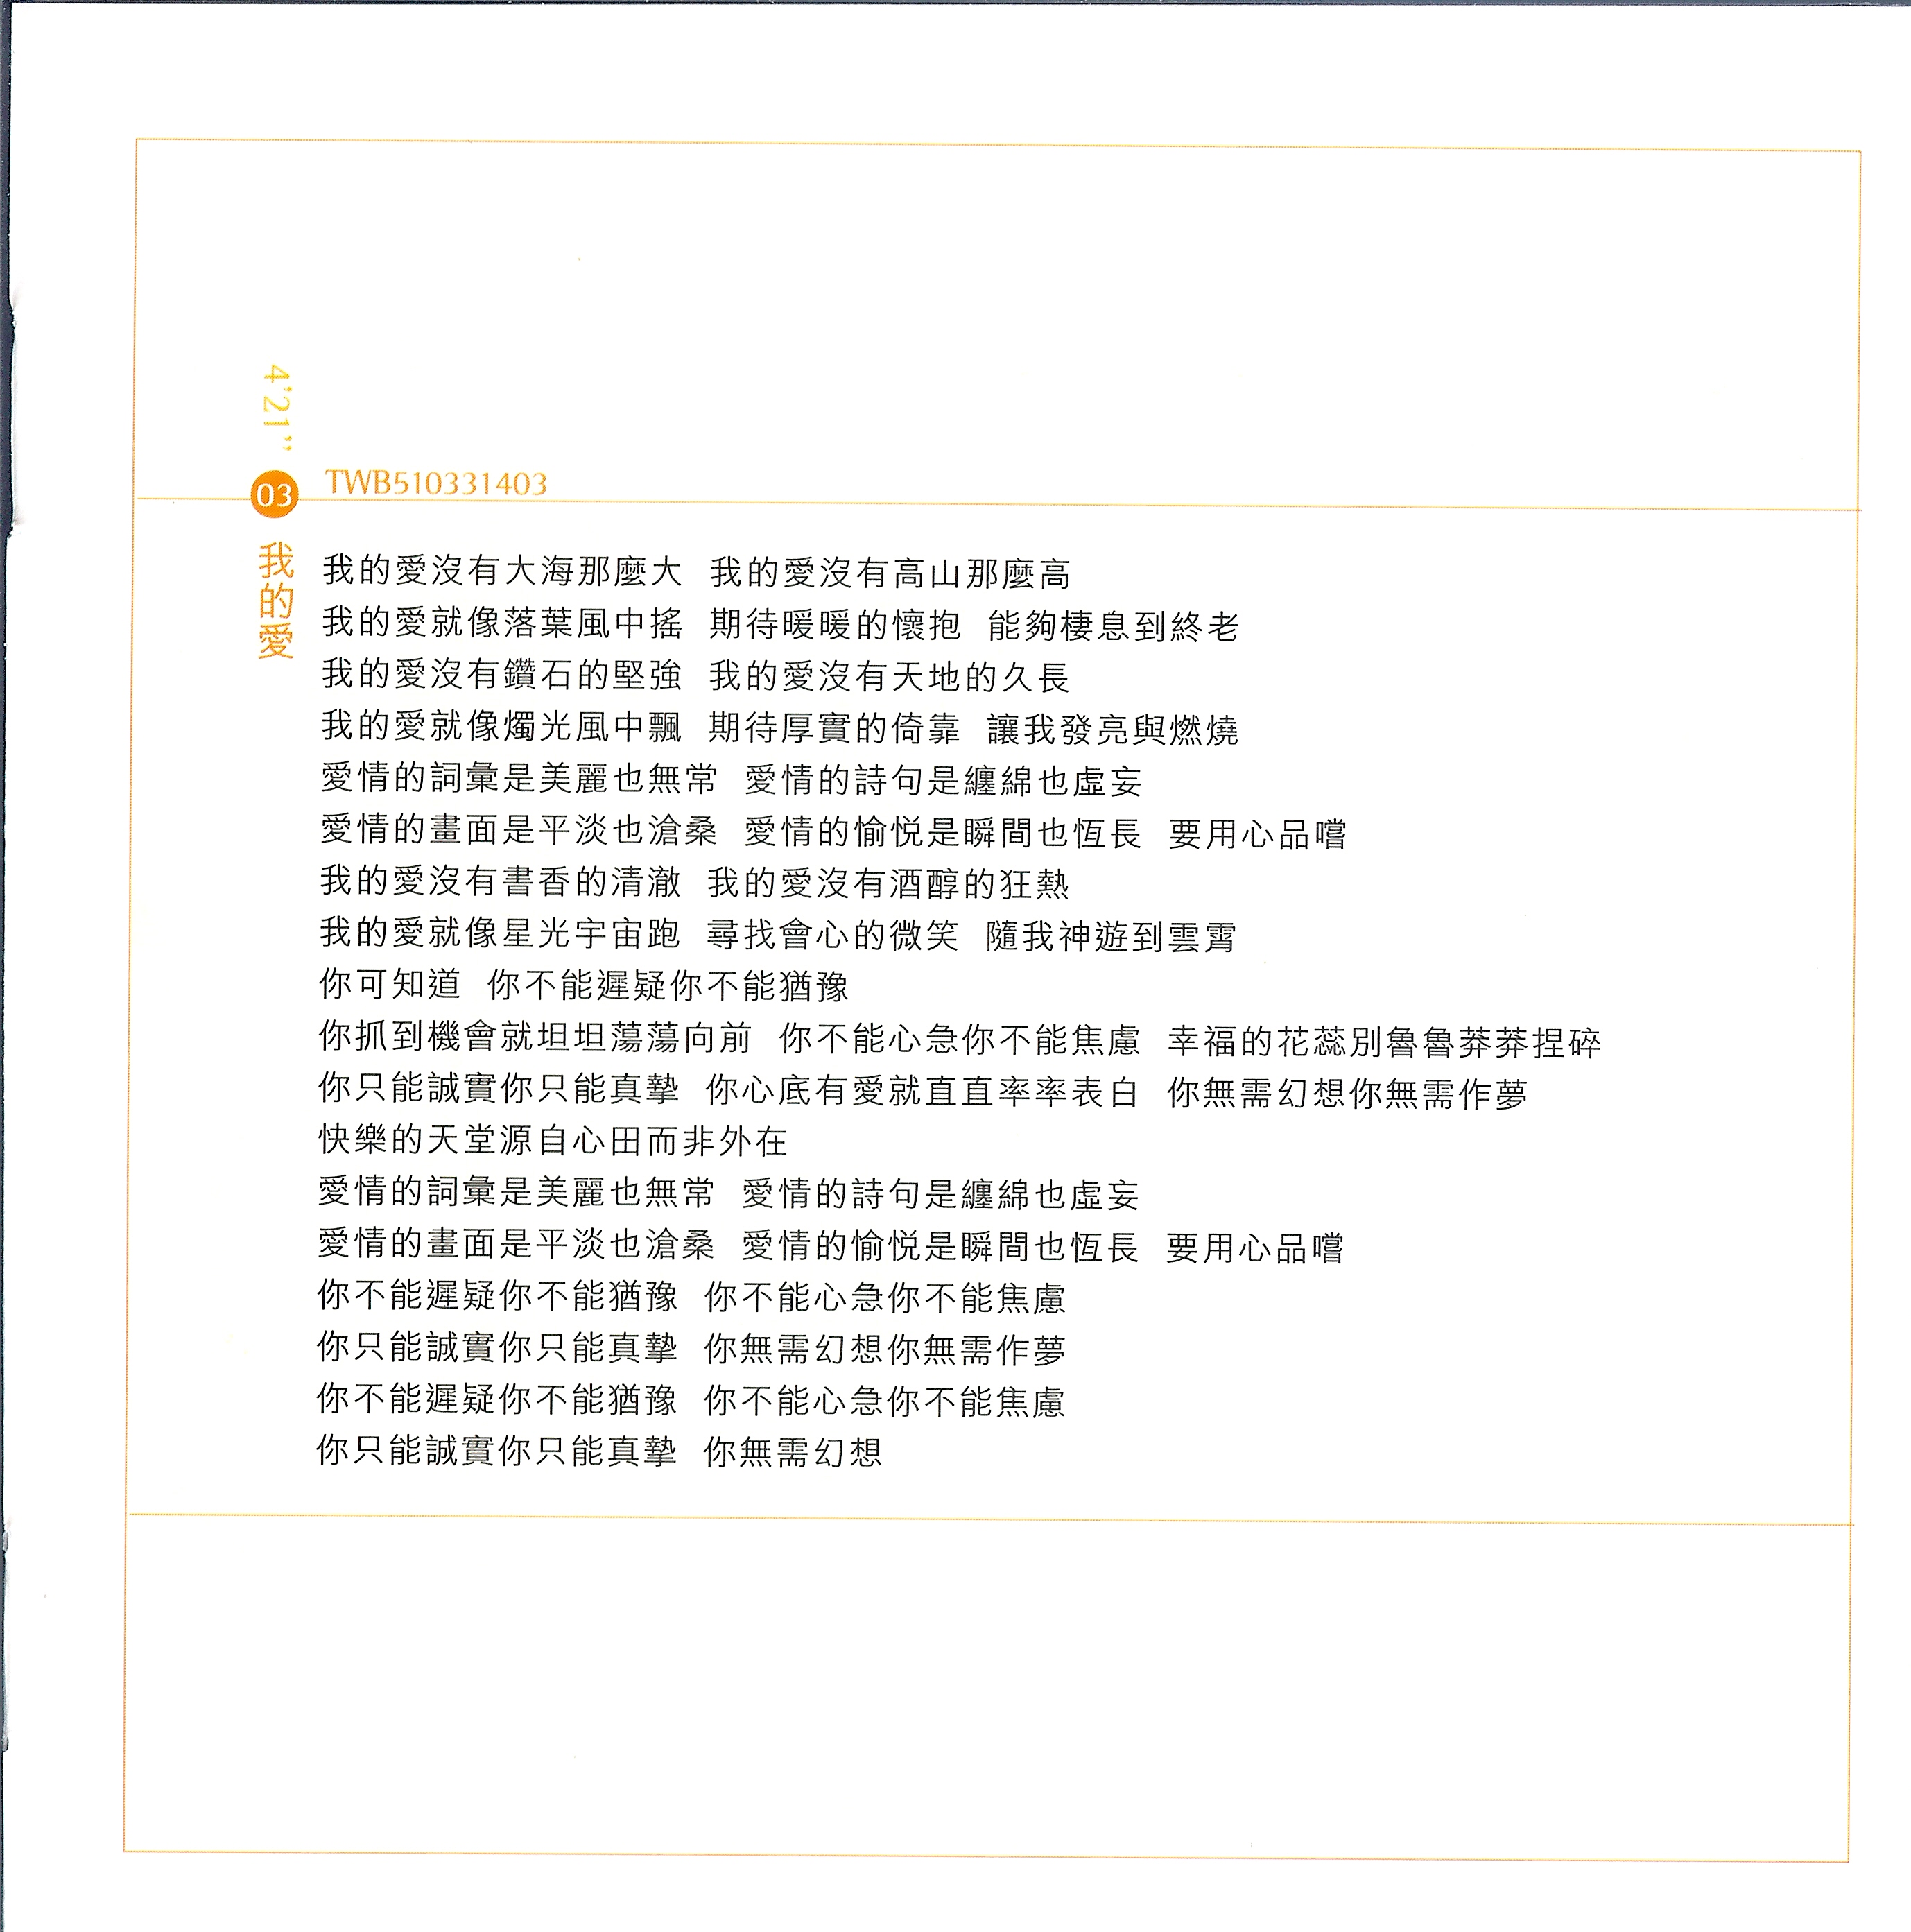 4'21"
03 TWB510331403
我的愛
我的愛沒有大海那麼大 我的愛沒有高山那麼高
我的愛就像落葉風中搖 期待暖暖的懷抱 能夠棲息到終老
我的愛沒有鑽石的堅強 我的愛沒有天地的久長
我的愛就像燭光風中飄 期待厚實的倚靠 讓我發亮與燃燒
愛情的詞彙是美麗也無常 愛情的詩句是纏綿也虛妄
愛情的畫面是平淡也滄桑 愛情的愉悅是瞬間也恆長 要用心品嚐
我的愛沒有書香的清澈 我的愛沒有酒醇的狂熱
我的愛就像星光宇宙跑 尋找會心的微笑 隨我神遊到雲霄
你可知道 你不能遲疑你不能猶豫
你抓到機會就坦坦蕩蕩向前 你不能心急你不能焦慮 幸福的花蕊別魯魯莽莽捏碎
你只能誠實你只能真摯 你心底有愛就直直率率表白 你無需幻想你無需作夢
快樂的天堂源自心田而非外在
愛情的詞彙是美麗也無常 愛情的詩句是纏綿也虛妄
愛情的畫面是平淡也滄桑 愛情的愉悅是瞬間也恆長 要用心品嚐
你不能遲疑你不能猶豫 你不能心急你不能焦慮
你只能誠實你只能真摯 你無需幻想你無需作夢
你不能遲疑你不能猶豫 你不能心急你不能焦慮
你只能誠實你只能真摯 你無需幻想